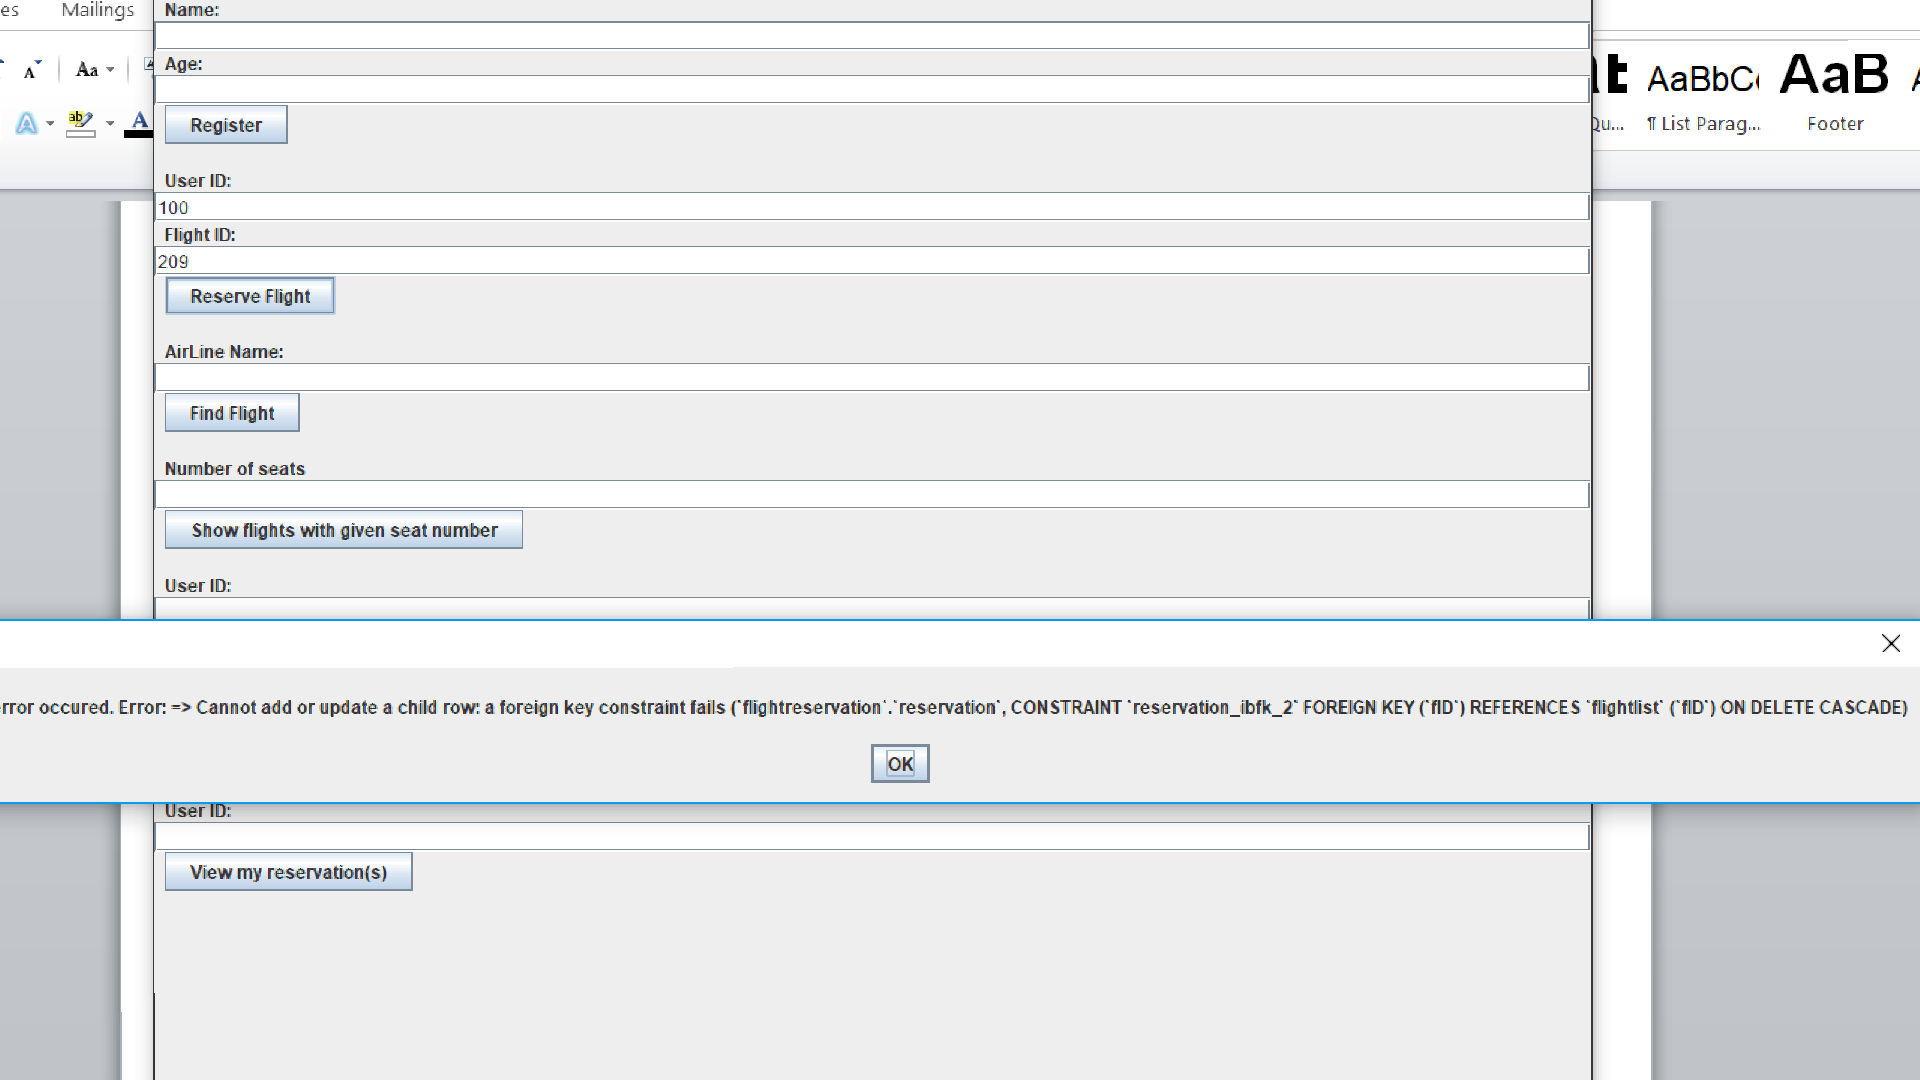 es Mailings
Name:
Age:
Aa
AaBbC AaB
Register
Qu... ¶ List Parag... Footer
User ID:
100
Flight ID:
209
Reserve Flight
AirLine Name:
Find Flight
Number of seats
Show flights with given seat number
User ID:
rror occured. Error: => Cannot add or update a child row: a foreign key constraint fails (`flightreservation`.`reservation`, CONSTRAINT `reservation_ibfk_2` FOREIGN KEY (`fID`) REFERENCES `flightlist` (`fID`) ON DELETE CASCADE)
OK
User ID:
View my reservation(s)